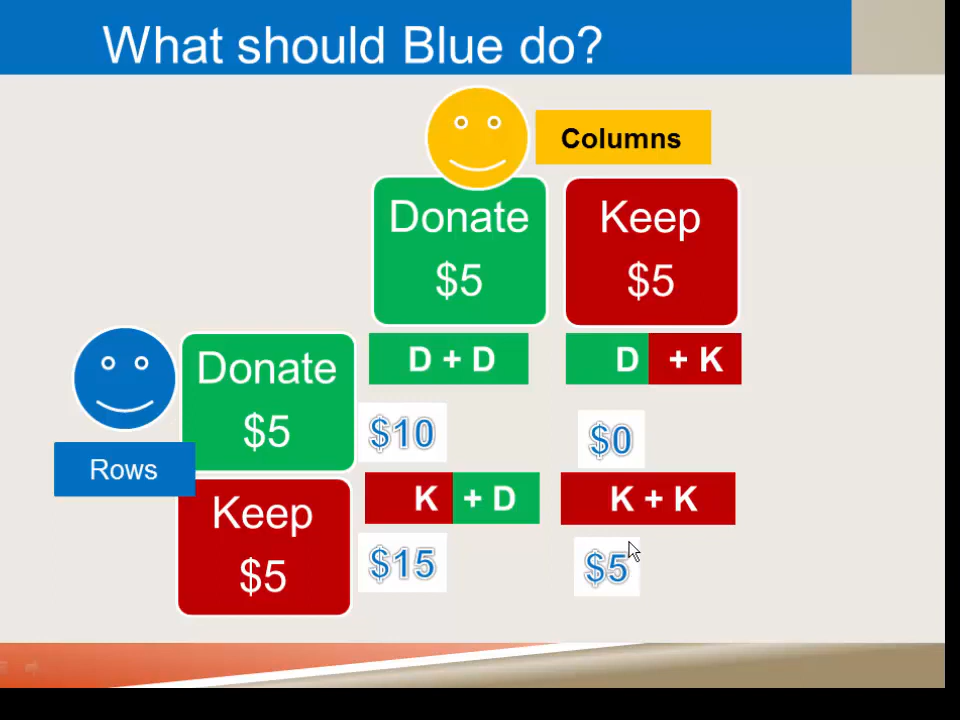 What should Blue do?
Columns
Donate
$5
Keep
$5
Donate
$5
D + D
D + K
$10
$0
Rows
Keep
$5
K + D
K + K
$15
$5